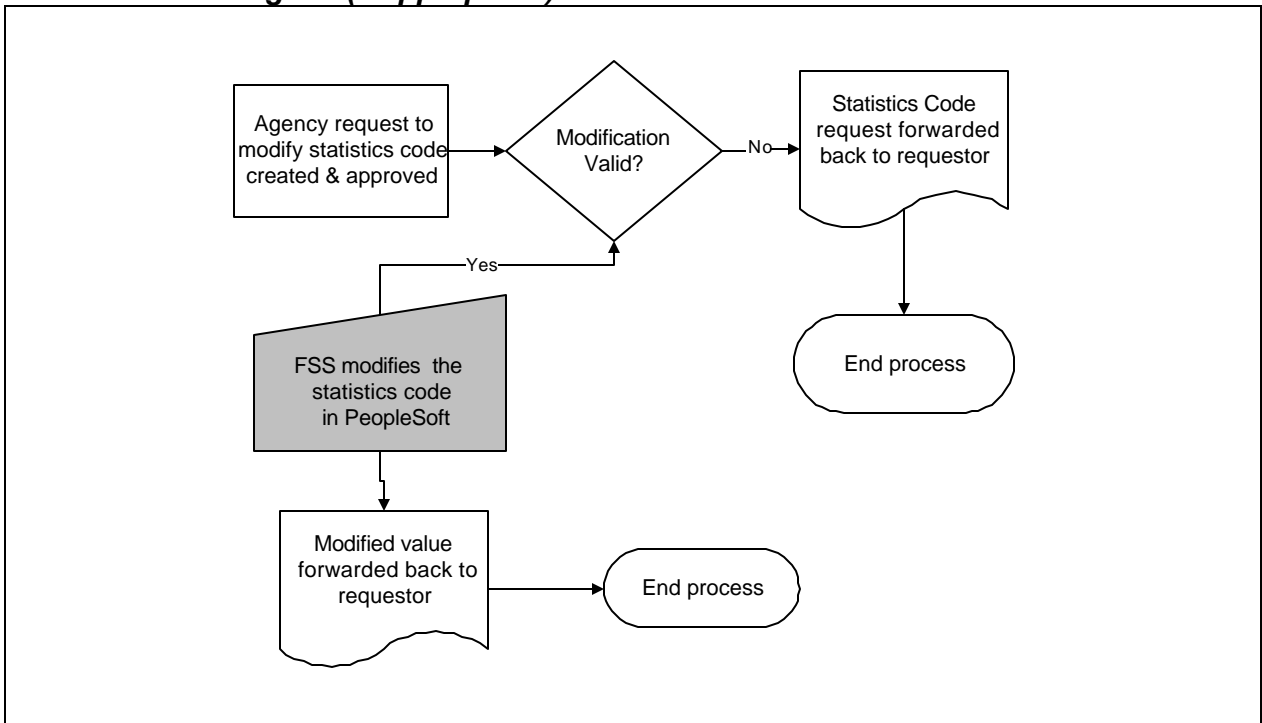 Agency request to
modify statistics code
created & approved
Modification
Valid?
No
Statistics Code
request forwarded
back to requestor
Yes
End process
FSS modifies the
statistics code
in PeopleSoft
Modified value
forwarded back to
requestor
End process